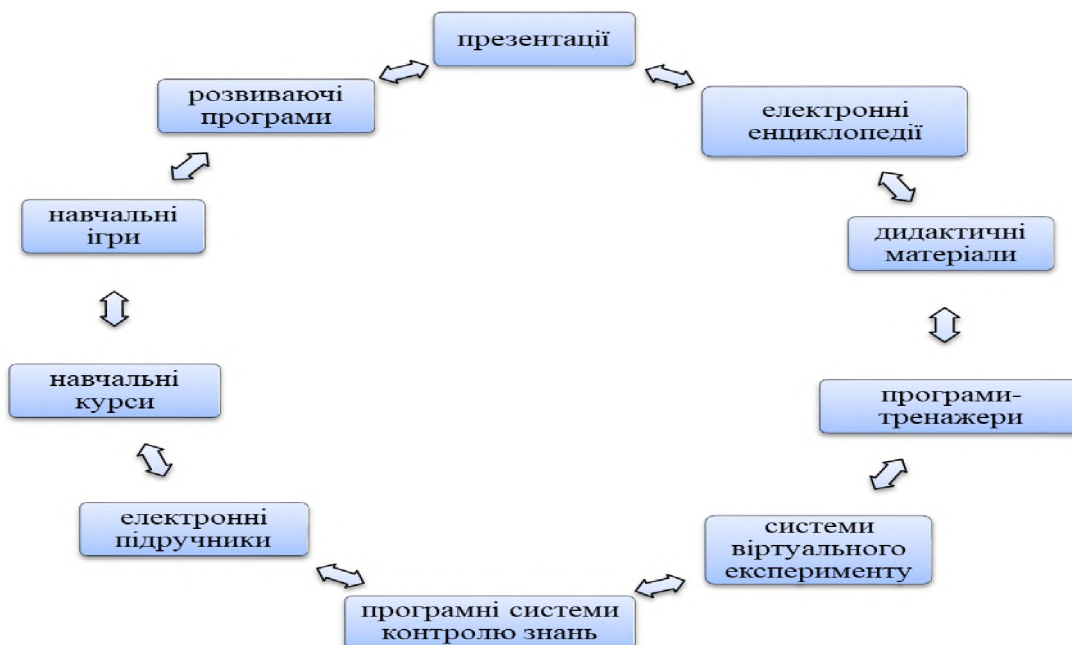 презентації
розвиваючі
програми
електронні
енциклопедії
навчальні
ігри
дидактичні
матеріали
навчальні
курси
програми-
тренажери
електронні
підручники
системи
віртуального
експерименту
програмні системи
контролю знань